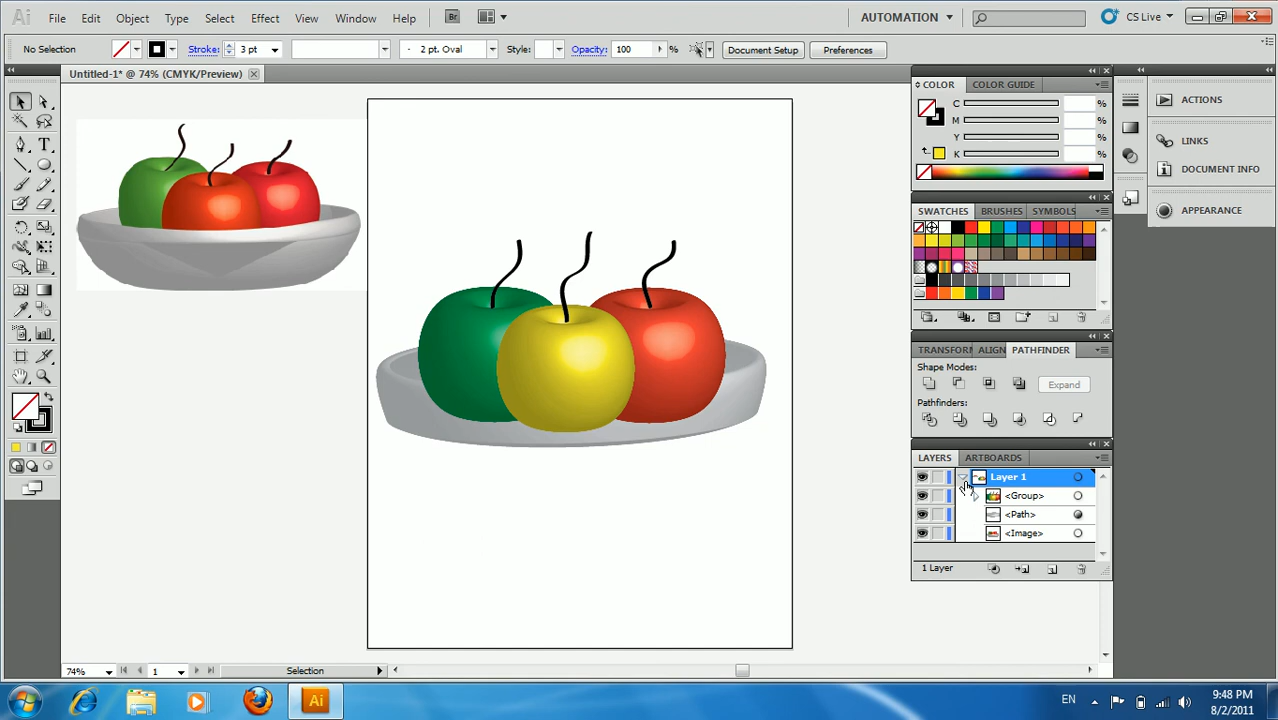 Ai File Edit Object Type Select Effect View Window Help Br AUTOMATION CS Live
No Selection Stroke: 3 pt 2 pt. Oval Style: Opacity: 100 % Document Setup Preferences
Untitled-1* @ 74% (CMYK/Preview)
COLOR COLOR GUIDE
C %
M %
Y %
K %
SWATCHES BRUSHES SYMBOLS
TRANSFORM ALIGN PATHFINDER
Shape Modes:
Expand
Pathfinders:
LAYERS ARTBOARDS
Layer 1
<Group>
<Path>
<Image>
1 Layer
ACTIONS
LINKS
DOCUMENT INFO
APPEARANCE
T
74% 1 Selection
Ai EN 9:48 PM
8/2/2011